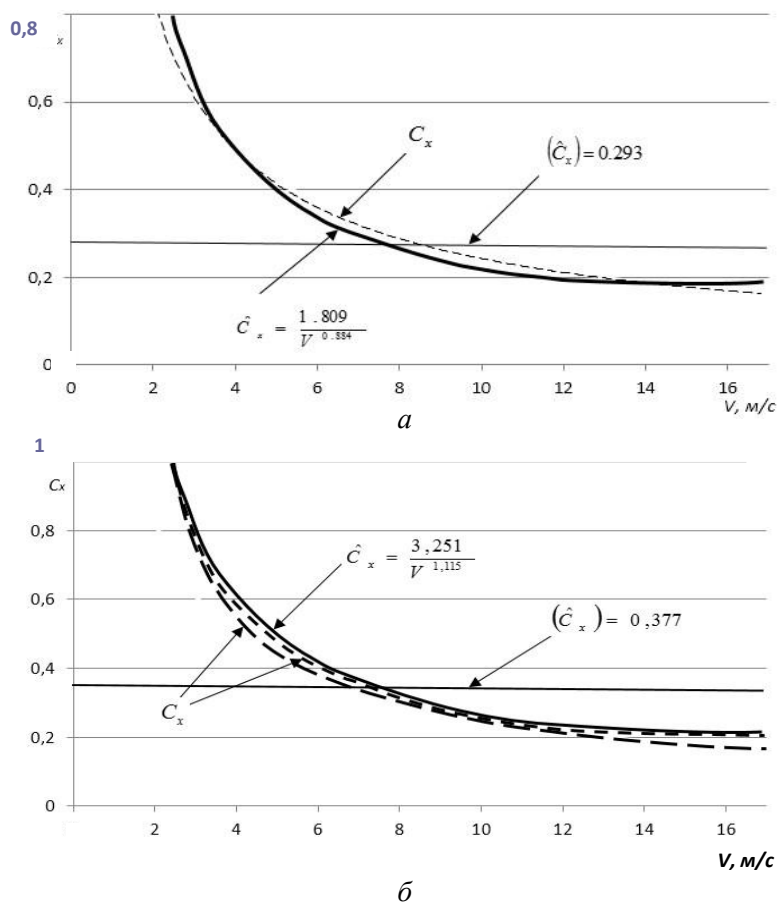 0,8
x
0,6
C_x
(Ĉ_x) = 0.293
0,4
0,2
Ĉ_x = 1.809 / V^0.884
0
0 2 4 6 8 10 12 14 16
V, м/с
а
1
Cx
0,8
Ĉ_x = 3,251 / V^1,115
0,6
(Ĉ_x) = 0,377
0,4
C_x
0,2
0
2 4 6 8 10 12 14 16
V, м/с
б